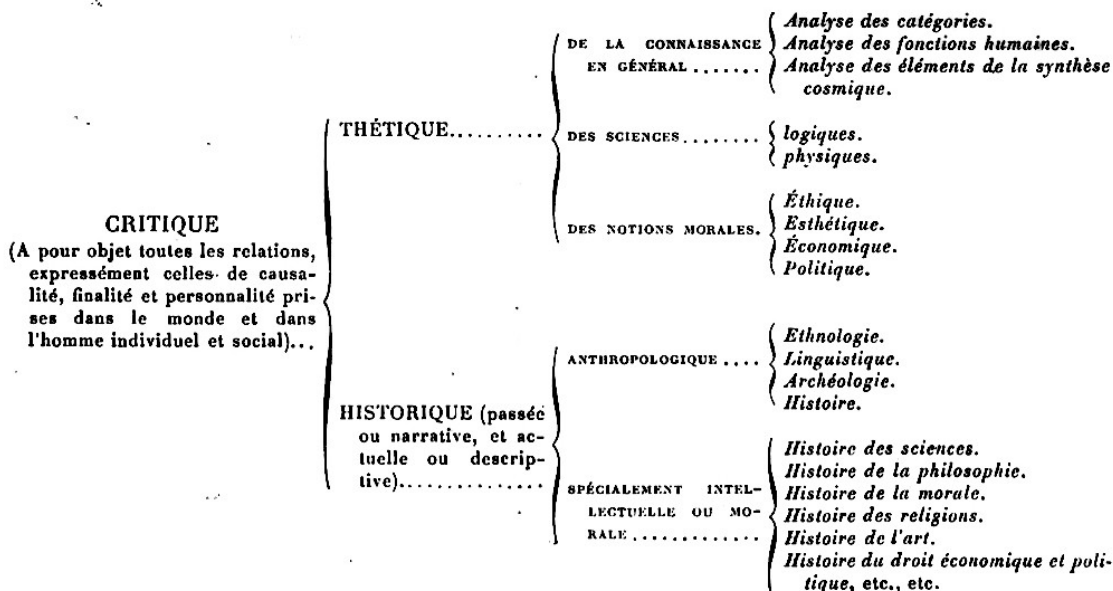 CRITIQUE
(A pour objet toutes les relations,
expressément celles de causa-
lité, finalité et personnalité pri-
ses dans le monde et dans
l'homme individuel et social)...
THÉTIQUE..........
DE LA CONNAISSANCE
EN GÉNÉRAL.......
Analyse des catégories.
Analyse des fonctions humaines.
Analyse des éléments de la synthèse
cosmique.
DES SCIENCES........
logiques.
physiques.
DES NOTIONS MORALES.
Éthique.
Esthétique.
Économique.
Politique.
HISTORIQUE (passée
ou narrative, et ac-
tuelle ou descrip-
tive)...............
ANTHROPOLOGIQUE....
Ethnologie.
Linguistique.
Archéologie.
Histoire.
SPÉCIALEMENT INTEL-
LECTUELLE OU MO-
RALE.............
Histoire des sciences.
Histoire de la philosophie.
Histoire de la morale.
Histoire des religions.
Histoire de l'art.
Histoire du droit économique et poli-
tique, etc., etc.